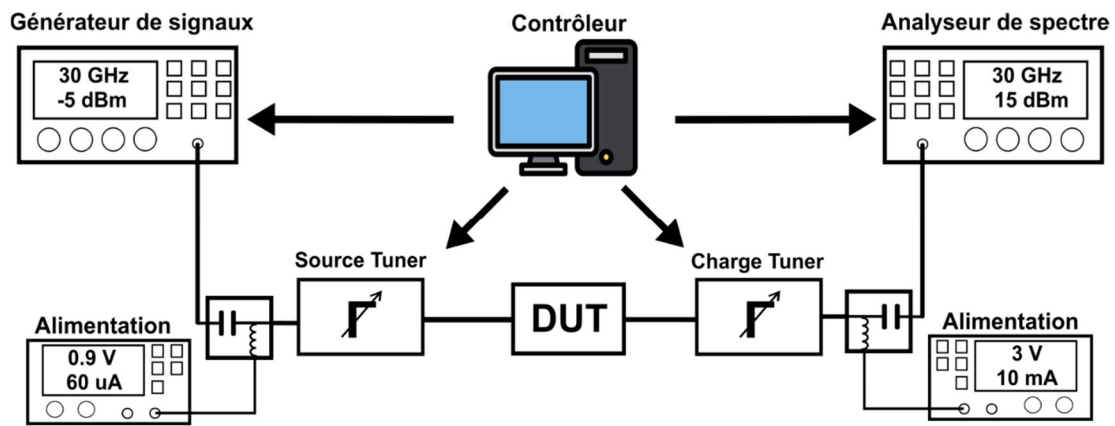 Générateur de signaux
Contrôleur
Analyseur de spectre
30 GHz
-5 dBm
30 GHz
15 dBm
Source Tuner
Charge Tuner
Γ
DUT
Γ
Alimentation
0.9 V
60 uA
Alimentation
3 V
10 mA